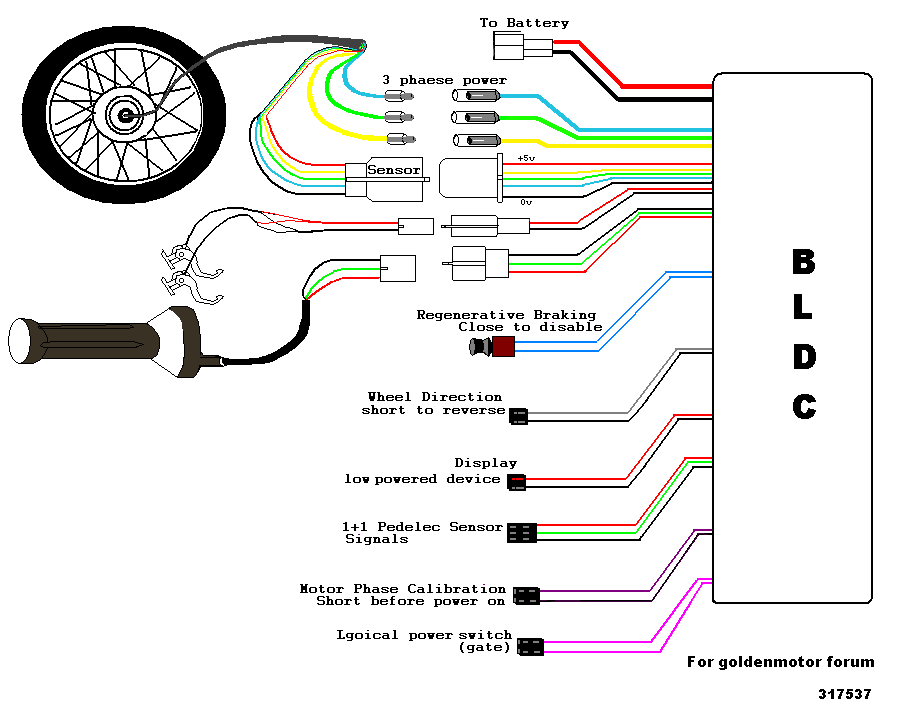 To Battery
3 phaese power
+5v
Sensor
0v
B
L
D
C
Regenerative Braking
Close to disable
Wheel Direction
short to reverse
Display
low powered device
1+1 Pedelec Sensor
Signals
Motor Phase Calibration
Short before power on
Lgoical power switch
(gate)
For goldenmotor forum
317537